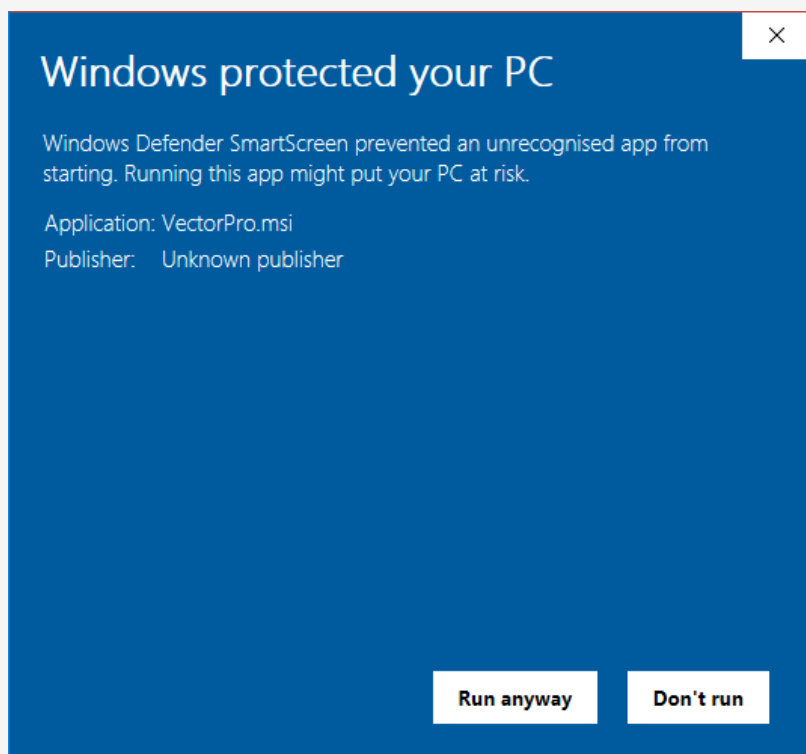 Windows protected your PC
Windows Defender SmartScreen prevented an unrecognised app from
starting. Running this app might put your PC at risk.
Application: VectorPro.msi
Publisher: Unknown publisher
Run anyway Don't run